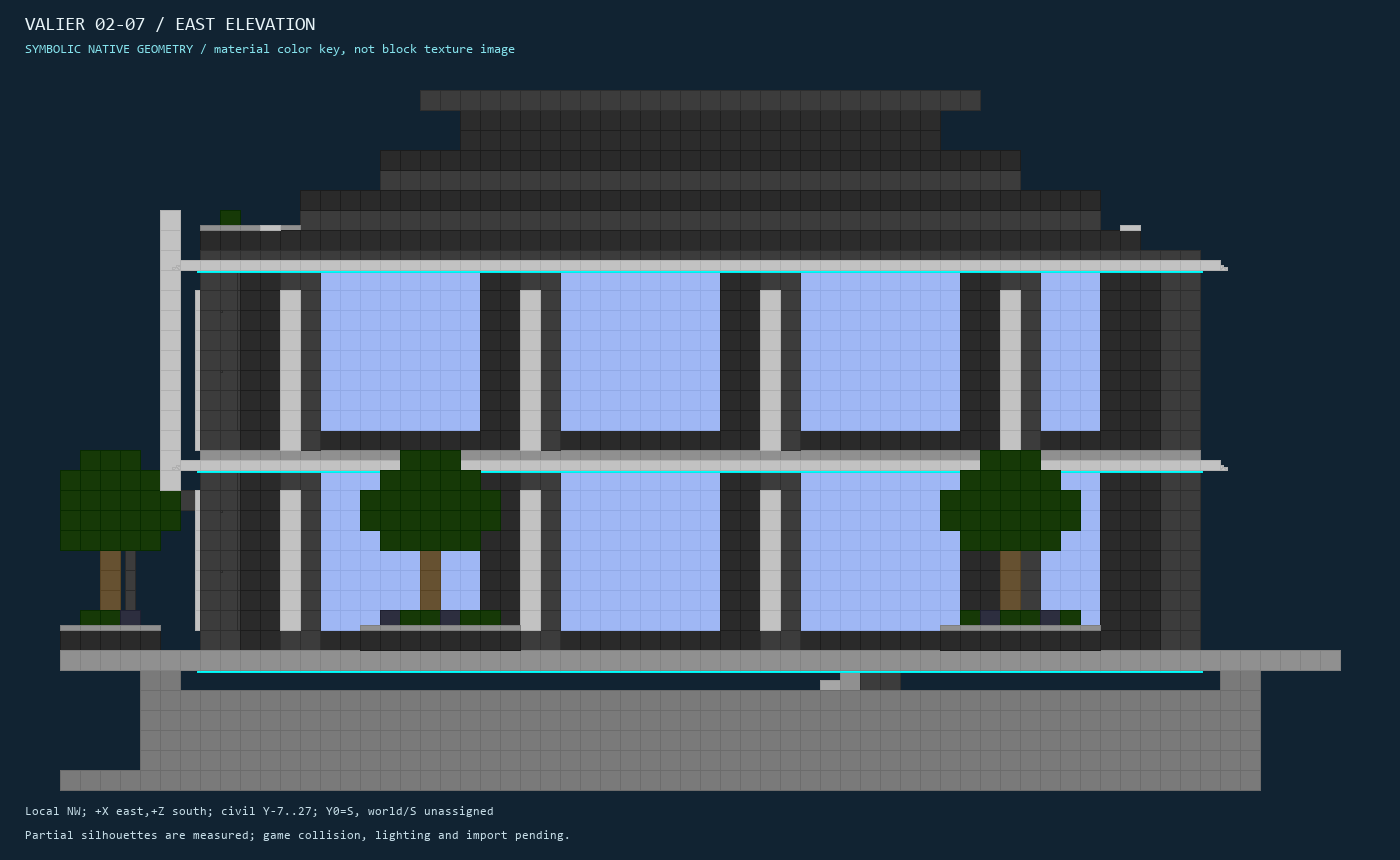 VALIER 02-07 / EAST ELEVATION
SYMBOLIC NATIVE GEOMETRY / material color key, not block texture image
Local NW; +X east,+Z south; civil Y-7..27; Y0=S, world/S unassigned
Partial silhouettes are measured; game collision, lighting and import pending.